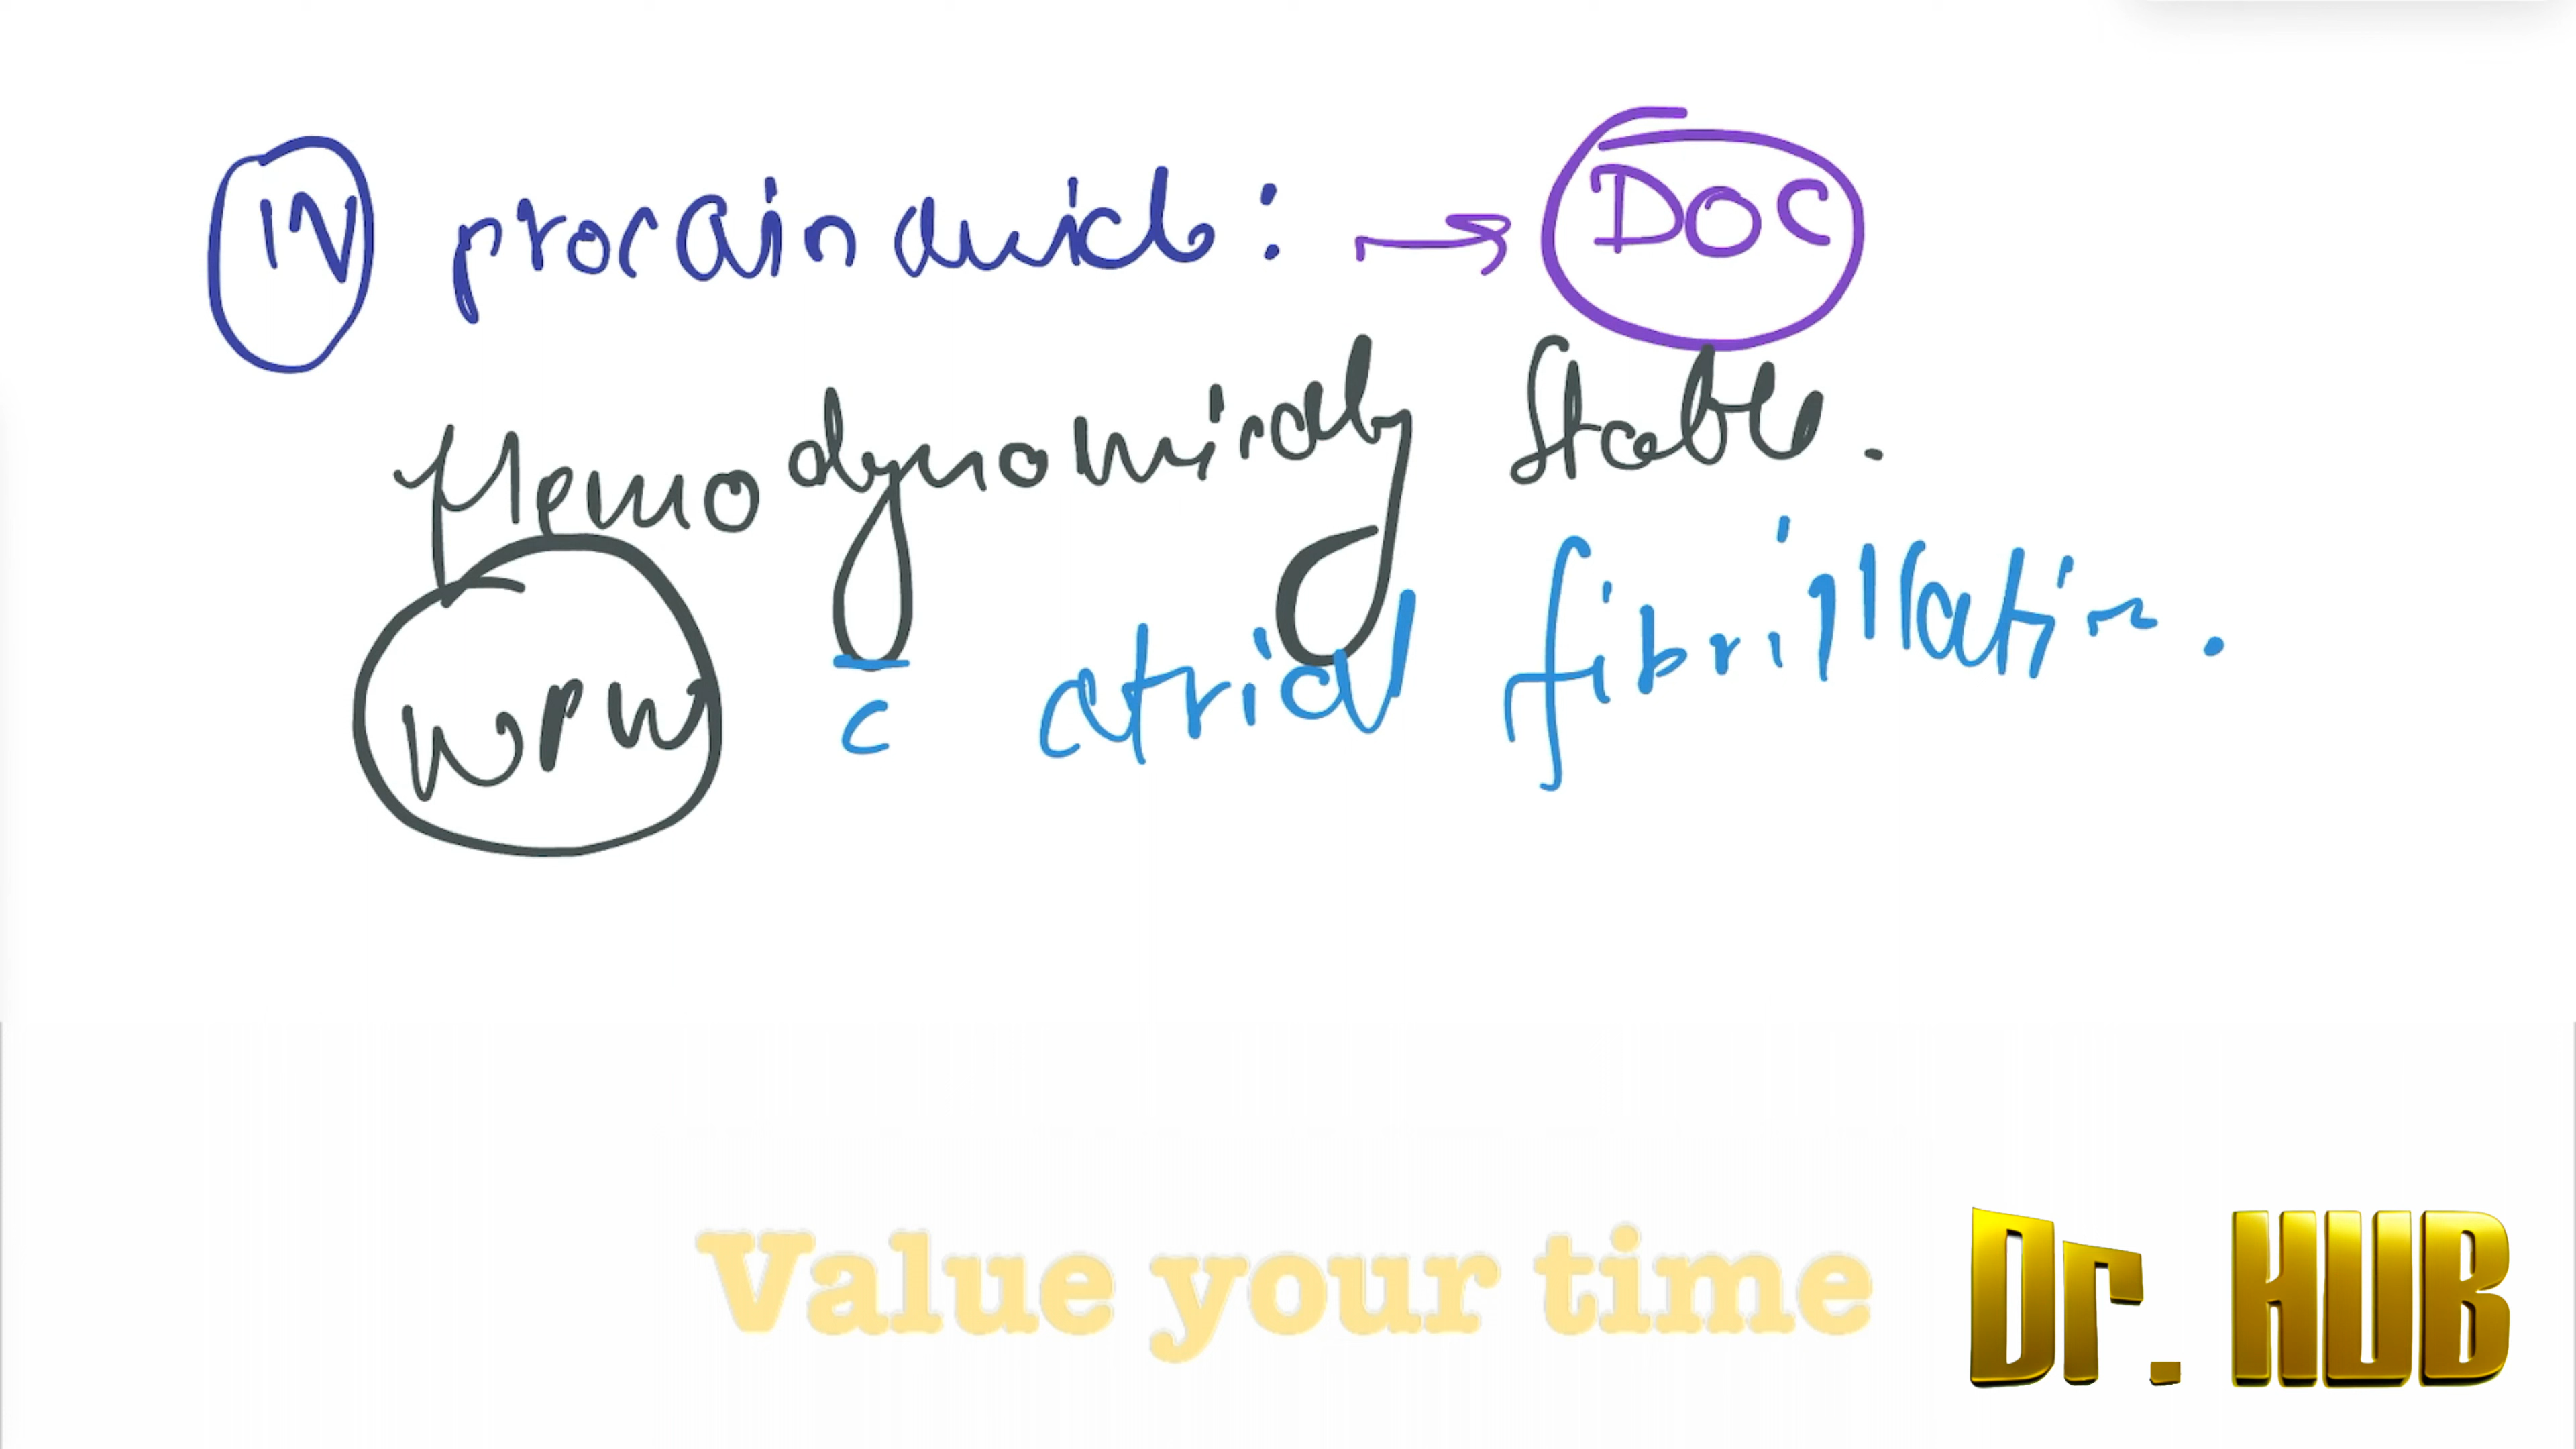 IV procainamide: → DOC
Hemodynamically stable.
WPW c̅ atrial fibrillation.
Value your time
Dr. HUB